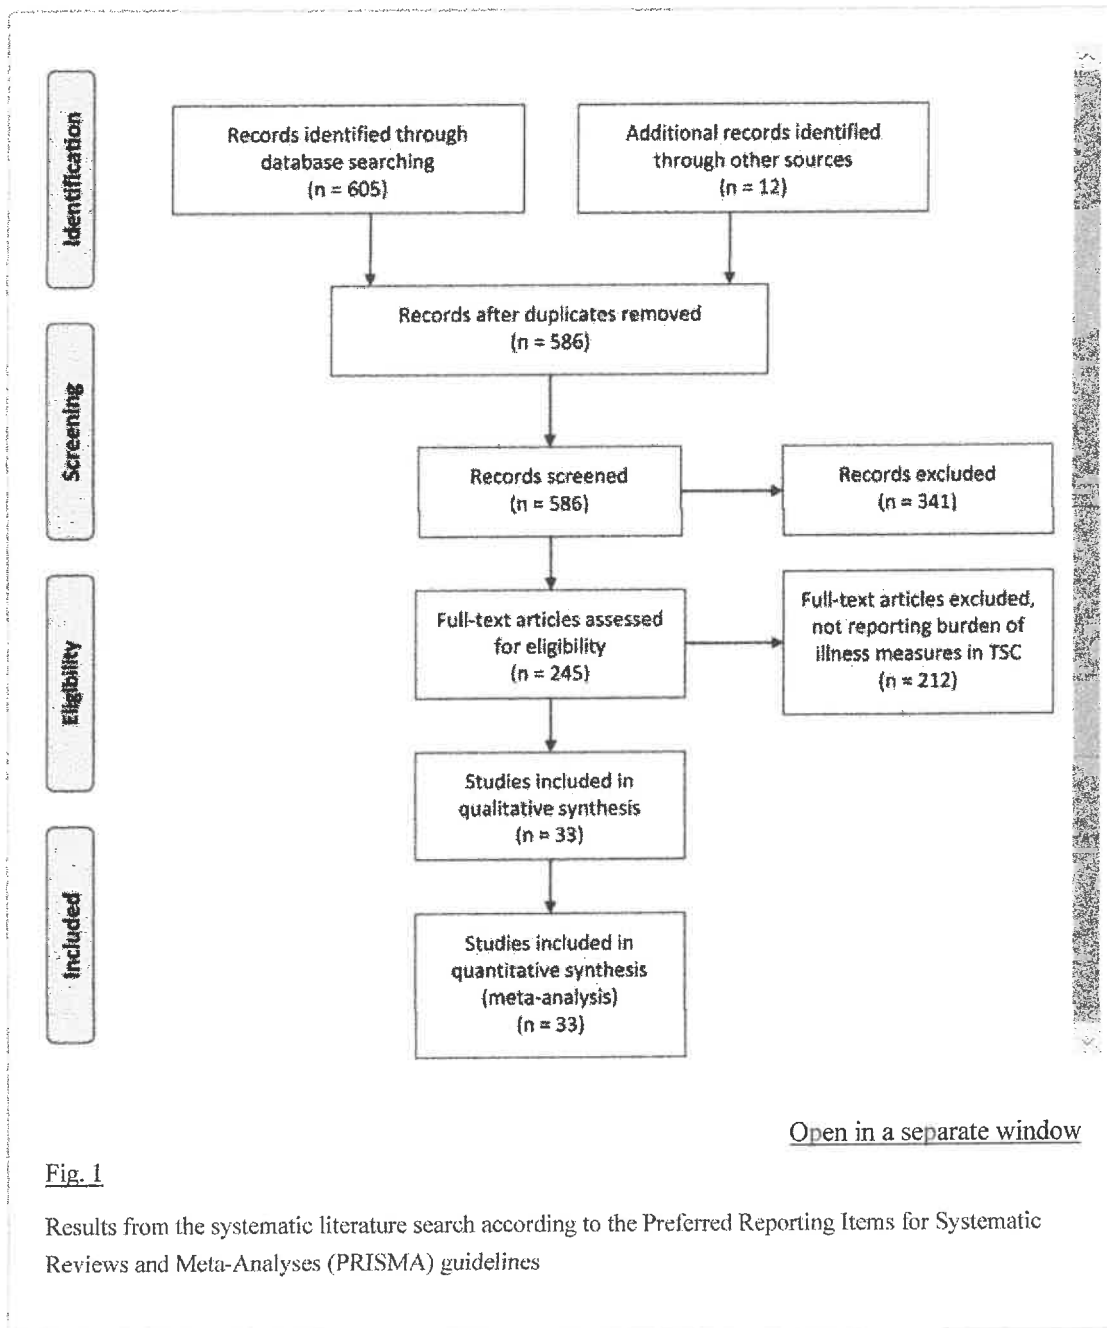 Identification
Records identified through
database searching
(n = 605)
Additional records identified
through other sources
(n = 12)
Records after duplicates removed
(n = 586)
Screening
Records screened
(n = 586)
Records excluded
(n = 341)
Eligibility
Full-text articles assessed
for eligibility
(n = 245)
Full-text articles excluded,
not reporting burden of
illness measures in TSC
(n = 212)
Studies included in
qualitative synthesis
(n = 33)
Included
Studies included in
quantitative synthesis
(meta-analysis)
(n = 33)
Open in a separate window
Fig. 1
Results from the systematic literature search according to the Preferred Reporting Items for Systematic
Reviews and Meta-Analyses (PRISMA) guidelines